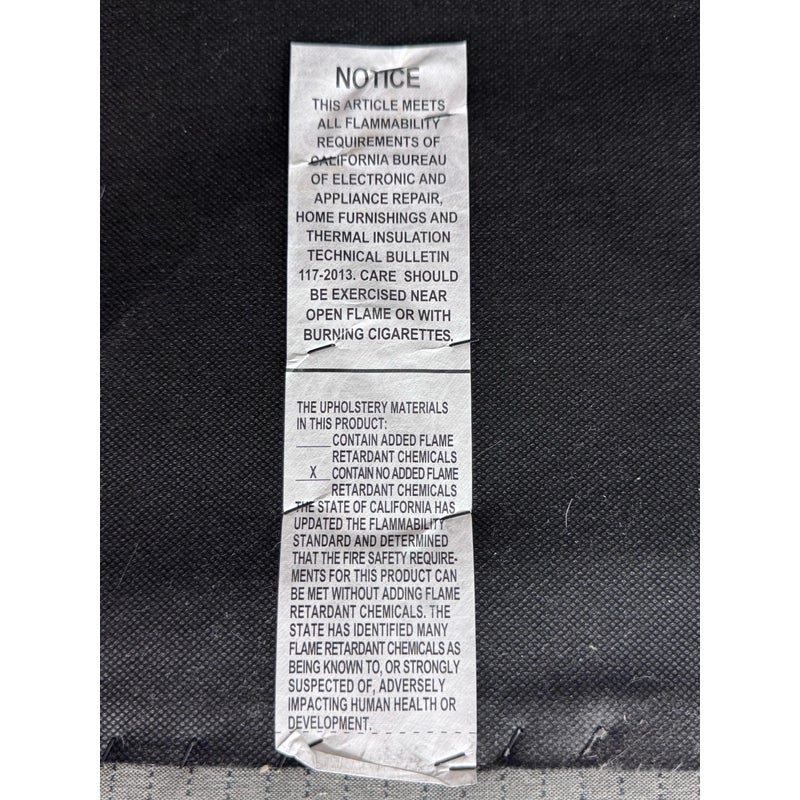 NOTICE
THIS ARTICLE MEETS
ALL FLAMMABILITY
REQUIREMENTS OF
CALIFORNIA BUREAU
OF ELECTRONIC AND
APPLIANCE REPAIR,
HOME FURNISHINGS AND
THERMAL INSULATION
TECHNICAL BULLETIN
117-2013. CARE SHOULD
BE EXERCISED NEAR
OPEN FLAME OR WITH
BURNING CIGARETTES.
THE UPHOLSTERY MATERIALS
IN THIS PRODUCT:
_____ CONTAIN ADDED FLAME
RETARDANT CHEMICALS
__X__ CONTAIN NO ADDED FLAME
RETARDANT CHEMICALS
THE STATE OF CALIFORNIA HAS
UPDATED THE FLAMMABILITY
STANDARD AND DETERMINED
THAT THE FIRE SAFETY REQUIRE-
MENTS FOR THIS PRODUCT CAN
BE MET WITHOUT ADDING FLAME
RETARDANT CHEMICALS. THE
STATE HAS IDENTIFIED MANY
FLAME RETARDANT CHEMICALS AS
BEING KNOWN TO, OR STRONGLY
SUSPECTED OF, ADVERSELY
IMPACTING HUMAN HEALTH OR
DEVELOPMENT.